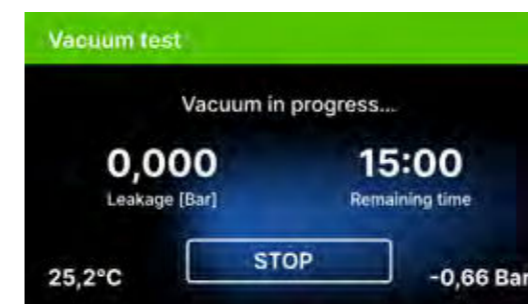 Vacuum test
Vacuum in progress...
0,000 15:00
Leakage [Bar] Remaining time
STOP
25,2°C -0,66 Bar